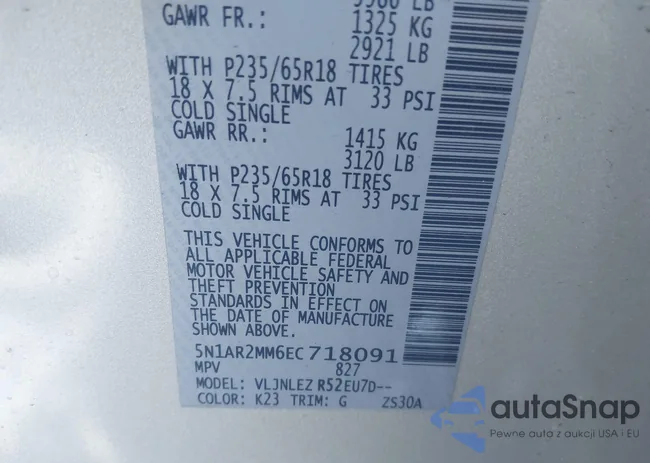 GAWR FR.: 1325 KG
2921 LB
WITH P235/65R18 TIRES
18 X 7.5 RIMS AT 33 PSI
COLD SINGLE
GAWR RR.: 1415 KG
3120 LB
WITH P235/65R18 TIRES
18 X 7.5 RIMS AT 33 PSI
COLD SINGLE
THIS VEHICLE CONFORMS TO
ALL APPLICABLE FEDERAL
MOTOR VEHICLE SAFETY AND
THEFT PREVENTION
STANDARDS IN EFFECT ON
THE DATE OF MANUFACTURE
SHOWN ABOVE.
5N1AR2MM6EC718091
MPV 827
MODEL: VLJNLEZ R52EU7D--
COLOR: K23 TRIM: G ZS30A
autoSnap
Pewne auta z aukcji USA i EU